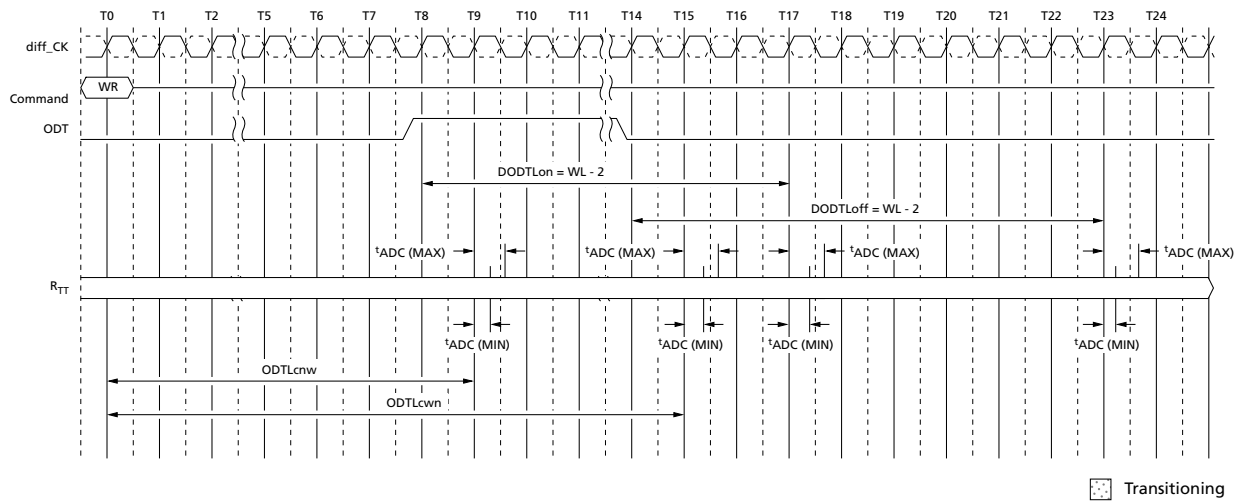 T0 T1 T2 T5 T6 T7 T8 T9 T10 T11 T14 T15 T16 T17 T18 T19 T20 T21 T22 T23 T24
diff_CK
Command WR
ODT
DODTLon = WL - 2
DODTLoff = WL - 2
tADC (MAX) tADC (MAX) tADC (MAX) tADC (MAX)
RTT
tADC (MIN) tADC (MIN) tADC (MIN) tADC (MIN)
ODTLcnw
ODTLcwn
Transitioning